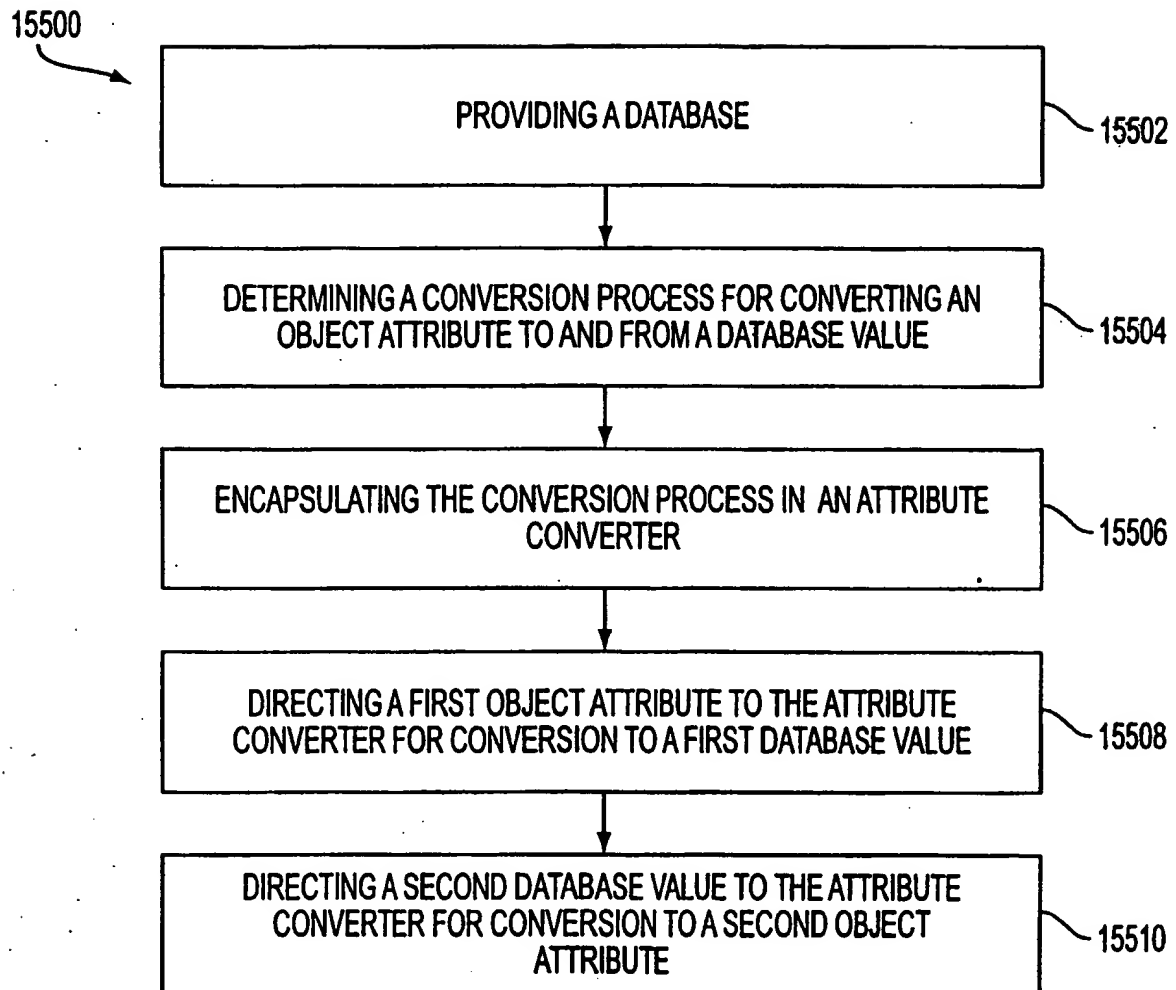 15500
PROVIDING A DATABASE
15502
DETERMINING A CONVERSION PROCESS FOR CONVERTING AN
OBJECT ATTRIBUTE TO AND FROM A DATABASE VALUE
15504
ENCAPSULATING THE CONVERSION PROCESS IN AN ATTRIBUTE
CONVERTER
15506
DIRECTING A FIRST OBJECT ATTRIBUTE TO THE ATTRIBUTE
CONVERTER FOR CONVERSION TO A FIRST DATABASE VALUE
15508
DIRECTING A SECOND DATABASE VALUE TO THE ATTRIBUTE
CONVERTER FOR CONVERSION TO A SECOND OBJECT
ATTRIBUTE
15510